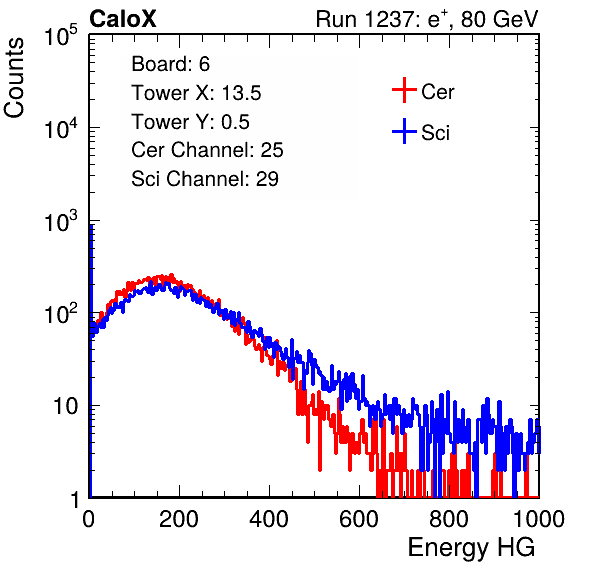 CaloX Run 1237: e⁺, 80 GeV
Board: 6
Tower X: 13.5
Tower Y: 0.5
Cer Channel: 25
Sci Channel: 29
Cer
Sci
Counts
10⁵
10⁴
10³
10²
10
1
0 200 400 600 800 1000
Energy HG